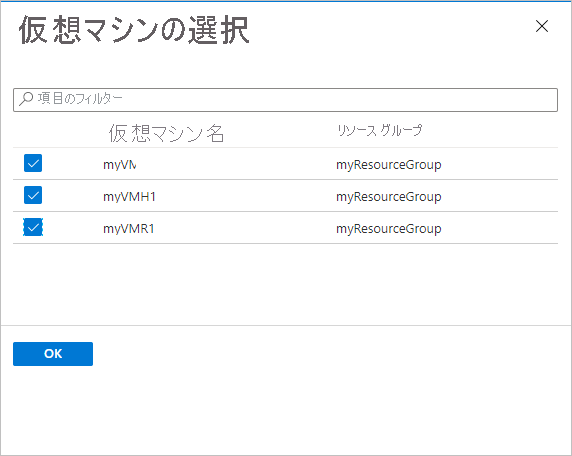 仮想マシンの選択
項目のフィルター
仮想マシン名 リソース グループ
myVM myResourceGroup
myVMH1 myResourceGroup
myVMR1 myResourceGroup
OK